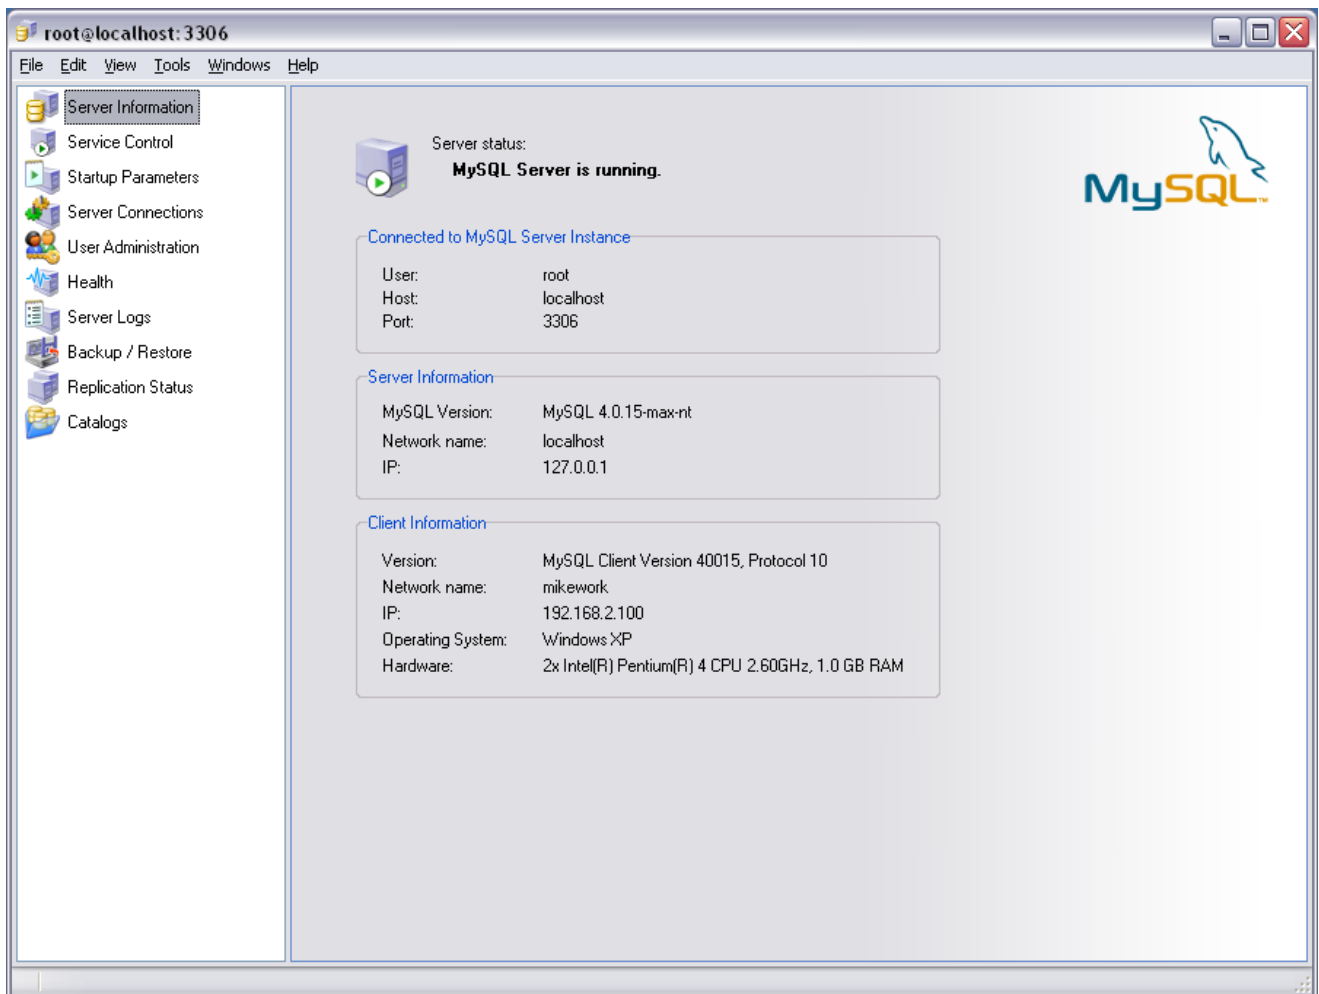 root@localhost:3306
File Edit View Tools Windows Help
Server Information
Service Control
Startup Parameters
Server Connections
User Administration
Health
Server Logs
Backup / Restore
Replication Status
Catalogs
Server status:
MySQL Server is running.
MySQL™
Connected to MySQL Server Instance
User: root
Host: localhost
Port: 3306
Server Information
MySQL Version: MySQL 4.0.15-max-nt
Network name: localhost
IP: 127.0.0.1
Client Information
Version: MySQL Client Version 40015, Protocol 10
Network name: mikework
IP: 192.168.2.100
Operating System: Windows XP
Hardware: 2x Intel(R) Pentium(R) 4 CPU 2.60GHz, 1.0 GB RAM